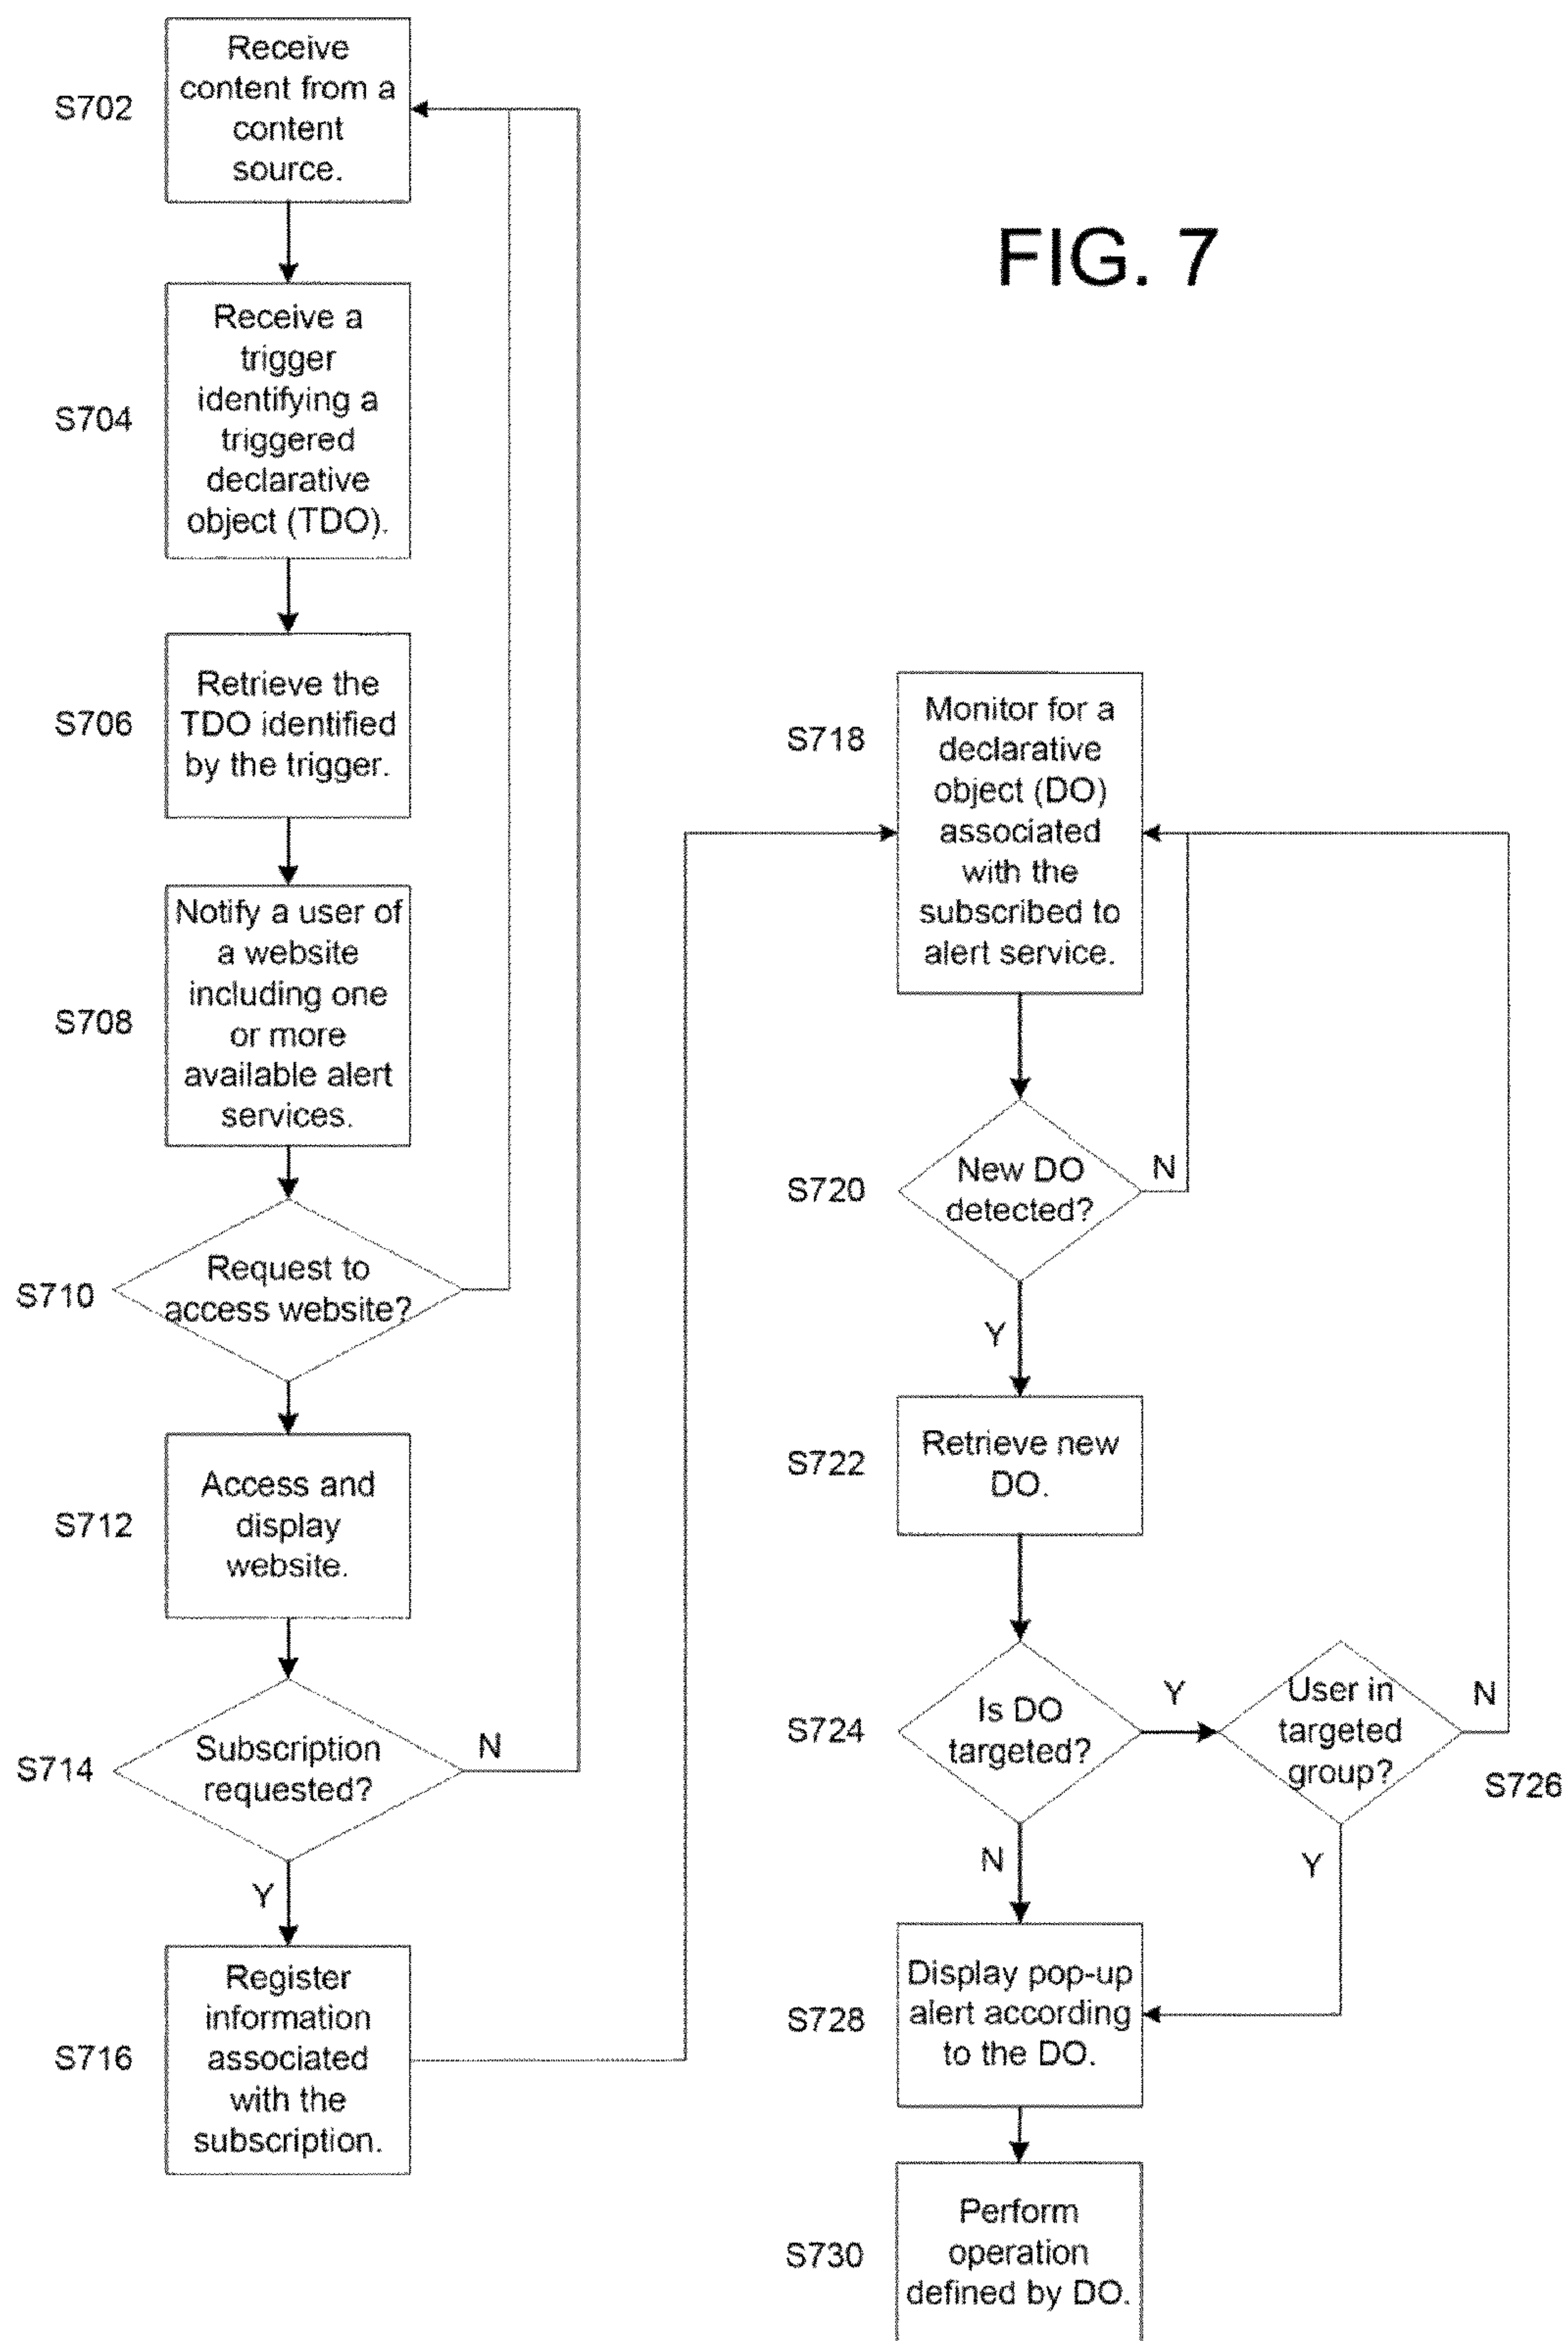 FIG. 7
S702
Receive
content from a
content
source.
S704
Receive a
trigger
identifying a
triggered
declarative
object (TDO).
S706
Retrieve the
TDO identified
by the trigger.
S708
Notify a user of
a website
including one
or more
available alert
services.
S710
Request to
access website?
S712
Access and
display
website.
S714
Subscription
requested?
N
Y
S716
Register
information
associated
with the
subscription.
S718
Monitor for a
declarative
object (DO)
associated
with the
subscribed to
alert service.
S720
New DO
detected?
N
Y
S722
Retrieve new
DO.
S724
Is DO
targeted?
Y
N
User in
targeted
group?
N
S726
Y
S728
Display pop-up
alert according
to the DO.
S730
Perform
operation
defined by DO.